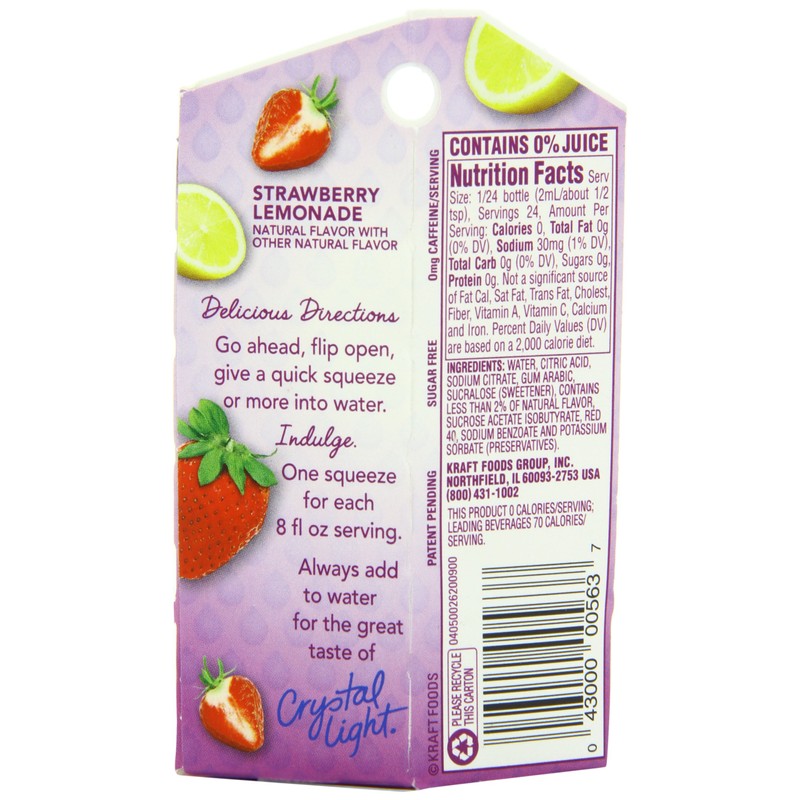 STRAWBERRY
LEMONADE
NATURAL FLAVOR WITH
OTHER NATURAL FLAVOR
Delicious Directions
Go ahead, flip open,
give a quick squeeze
or more into water.
Indulge.
One squeeze
for each
8 fl oz serving.
Always add
to water
for the great
taste of
Crystal
Light.
0mg CAFFEINE/SERVING
SUGAR FREE
PATENT PENDING
© KRAFT FOODS
CONTAINS 0% JUICE
Nutrition Facts Serv
Size: 1/24 bottle (2mL/about 1/2
tsp), Servings 24, Amount Per
Serving: Calories 0, Total Fat 0g
(0% DV), Sodium 30mg (1% DV),
Total Carb 0g (0% DV), Sugars 0g,
Protein 0g. Not a significant source
of Fat Cal, Sat Fat, Trans Fat, Cholest,
Fiber, Vitamin A, Vitamin C, Calcium
and Iron. Percent Daily Values (DV)
are based on a 2,000 calorie diet.
INGREDIENTS: WATER, CITRIC ACID,
SODIUM CITRATE, GUM ARABIC,
SUCRALOSE (SWEETENER), CONTAINS
LESS THAN 2% OF NATURAL FLAVOR,
SUCROSE ACETATE ISOBUTYRATE, RED
40, SODIUM BENZOATE AND POTASSIUM
SORBATE (PRESERVATIVES).
KRAFT FOODS GROUP, INC.
NORTHFIELD, IL 60093-2753 USA
(800) 431-1002
THIS PRODUCT 0 CALORIES/SERVING;
LEADING BEVERAGES 70 CALORIES/
SERVING.
04050026200900
PLEASE RECYCLE
THIS CARTON
0 43000 00563 7